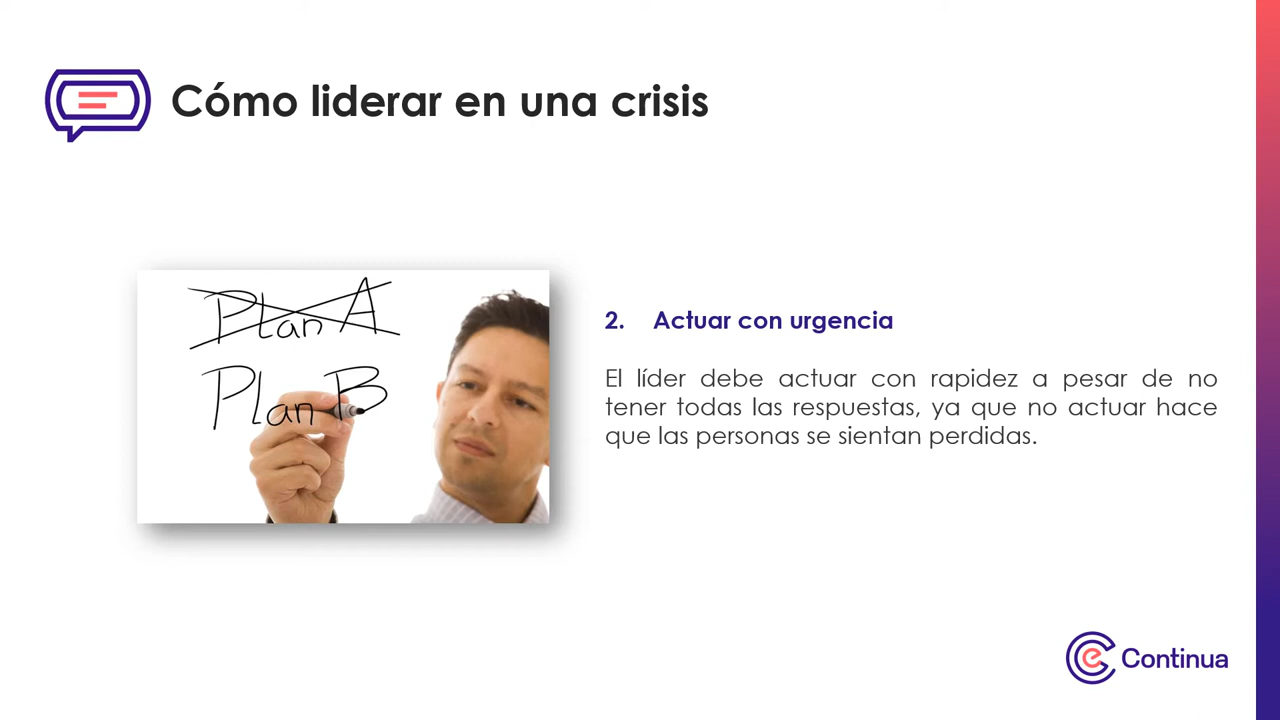 Cómo liderar en una crisis
Plan A
Plan B
2. Actuar con urgencia
El líder debe actuar con rapidez a pesar de no
tener todas las respuestas, ya que no actuar hace
que las personas se sientan perdidas.
Continua